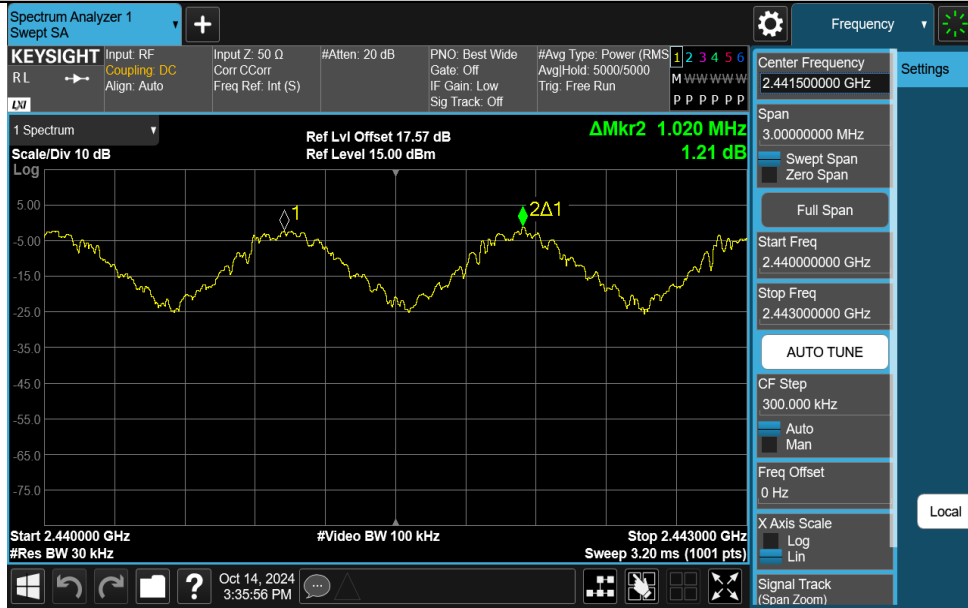 Spectrum Analyzer 1
Swept SA
Frequency
KEYSIGHT
RL
LXI
Input: RF
Coupling: DC
Align: Auto
Input Z: 50 Ω
Corr CCorr
Freq Ref: Int (S)
#Atten: 20 dB
PNO: Best Wide
Gate: Off
IF Gain: Low
Sig Track: Off
#Avg Type: Power (RMS
Avg|Hold: 5000/5000
Trig: Free Run
1 2 3 4 5 6
M W W W W W
P P P P P P
1 Spectrum
Scale/Div 10 dB
Log
Ref Lvl Offset 17.57 dB
Ref Level 15.00 dBm
ΔMkr2 1.020 MHz
1.21 dB
1
2Δ1
5.00
-5.00
-15.0
-25.0
-35.0
-45.0
-55.0
-65.0
-75.0
Start 2.440000 GHz
#Res BW 30 kHz
#Video BW 100 kHz
Stop 2.443000 GHz
Sweep 3.20 ms (1001 pts)
Center Frequency
2.441500000 GHz
Span
3.00000000 MHz
Swept Span
Zero Span
Full Span
Start Freq
2.440000000 GHz
Stop Freq
2.443000000 GHz
AUTO TUNE
CF Step
300.000 kHz
Auto
Man
Freq Offset
0 Hz
X Axis Scale
Log
Lin
Signal Track
(Span Zoom)
Settings
Local
?
Oct 14, 2024
3:35:56 PM